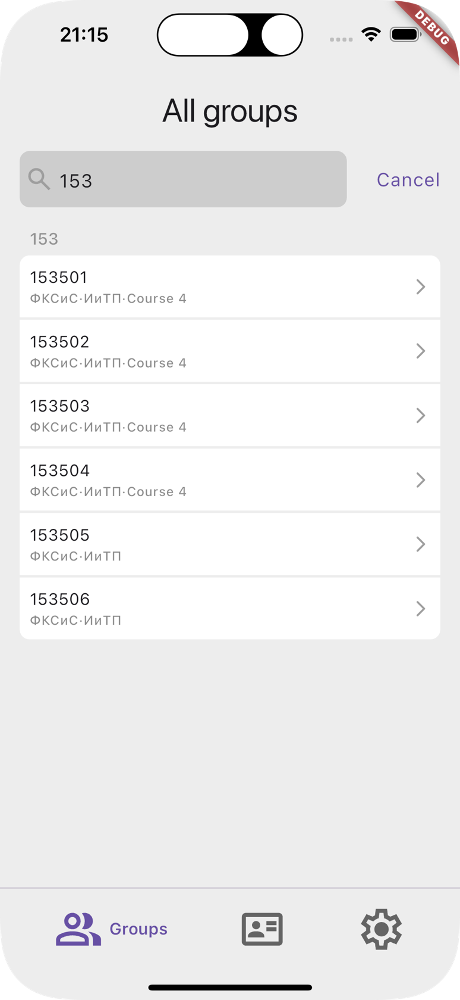 21:15
DEBUG
All groups
153
Cancel
153
153501
ФКСиС·ИиТП·Course 4
153502
ФКСиС·ИиТП·Course 4
153503
ФКСиС·ИиТП·Course 4
153504
ФКСиС·ИиТП·Course 4
153505
ФКСиС·ИиТП
153506
ФКСиС·ИиТП
Groups